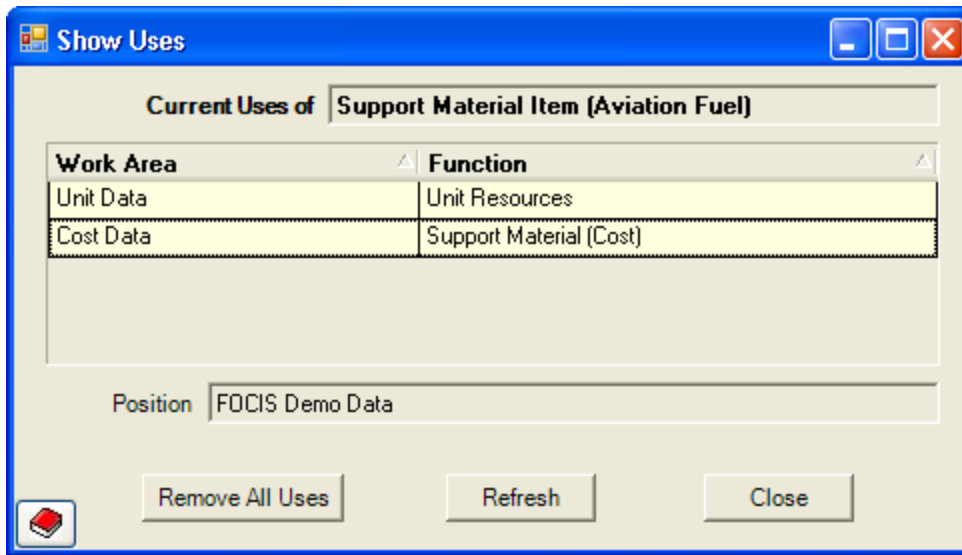 Show Uses
Current Uses of Support Material Item (Aviation Fuel)
Work Area Function
Unit Data Unit Resources
Cost Data Support Material (Cost)
Position FOCIS Demo Data
Remove All Uses Refresh Close